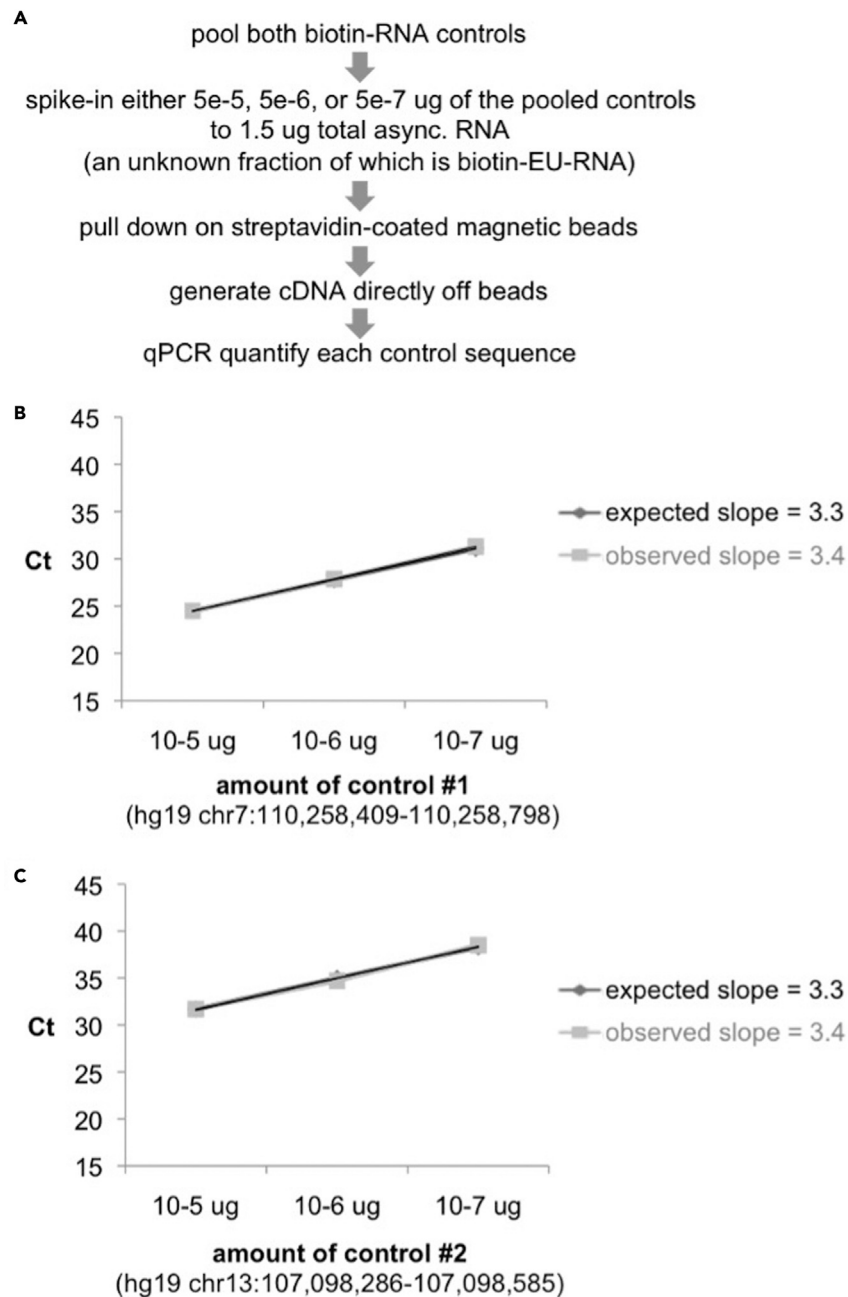 A
pool both biotin-RNA controls
spike-in either 5e-5, 5e-6, or 5e-7 ug of the pooled controls
to 1.5 ug total async. RNA
(an unknown fraction of which is biotin-EU-RNA)
pull down on streptavidin-coated magnetic beads
generate cDNA directly off beads
qPCR quantify each control sequence
B
45
40
35
30
25
20
15
Ct
expected slope = 3.3
observed slope = 3.4
10-5 ug 10-6 ug 10-7 ug
amount of control #1
(hg19 chr7:110,258,409-110,258,798)
C
45
40
35
30
25
20
15
Ct
expected slope = 3.3
observed slope = 3.4
10-5 ug 10-6 ug 10-7 ug
amount of control #2
(hg19 chr13:107,098,286-107,098,585)